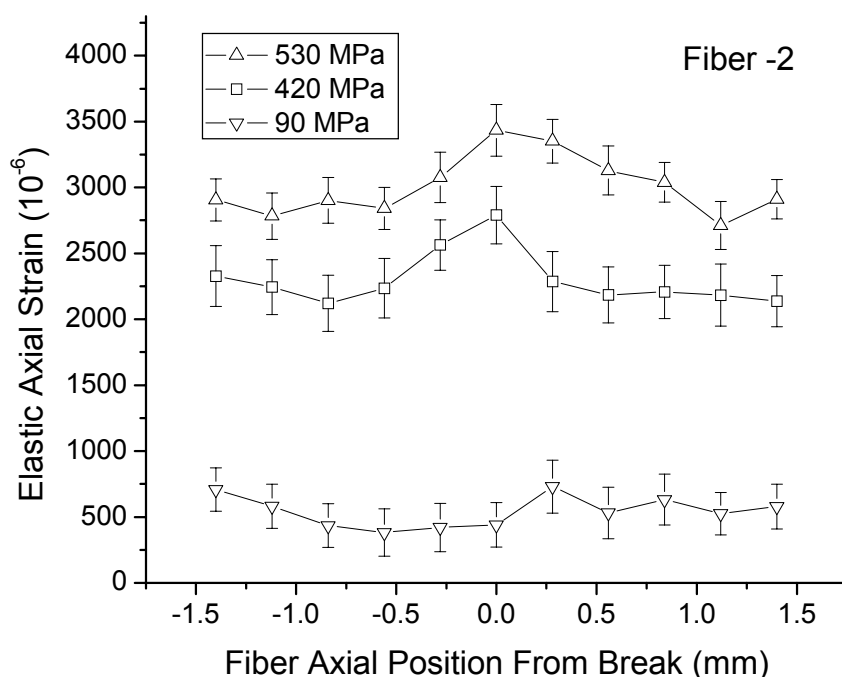 Fiber -2
530 MPa
420 MPa
90 MPa
Elastic Axial Strain (10⁻⁶)
4000
3500
3000
2500
2000
1500
1000
500
0
-1.5 -1.0 -0.5 0.0 0.5 1.0 1.5
Fiber Axial Position From Break (mm)